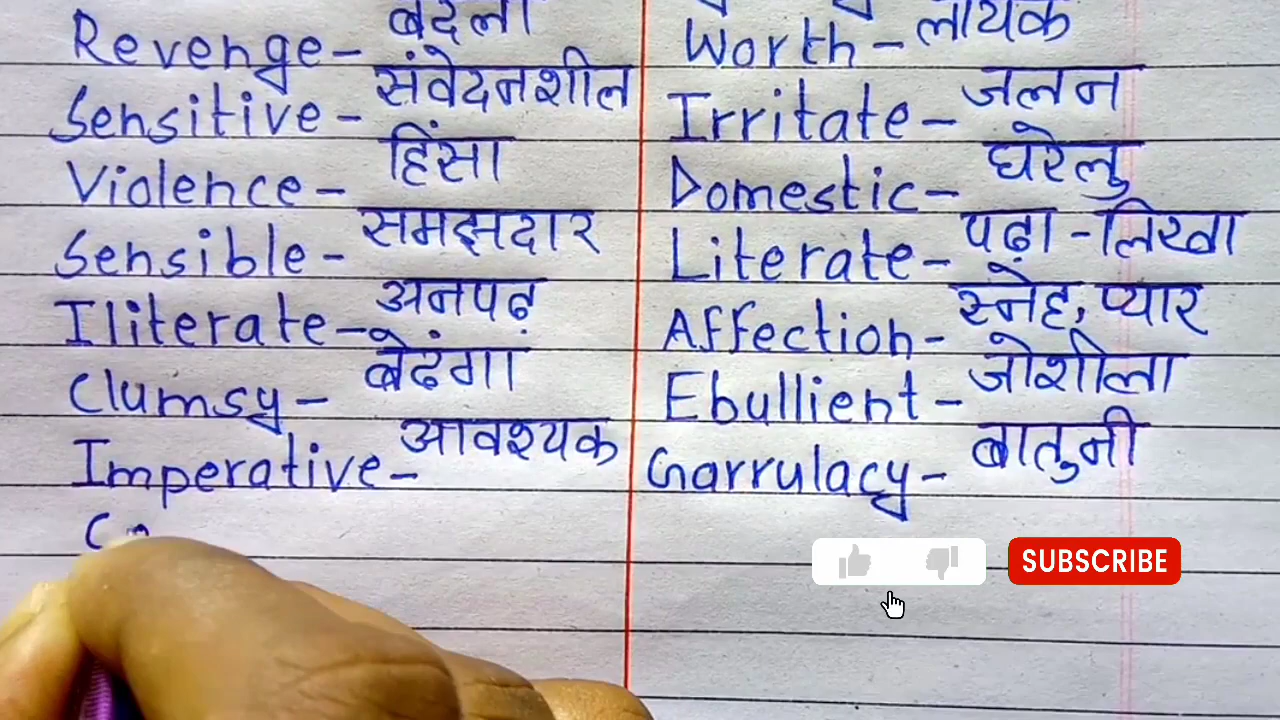 Revenge- बदला
Sensitive- संवेदनशील
Violence- हिंसा
Sensible- समझदार
Iliterate- अनपढ़
Clumsy- बेढंगा
Imperative- आवश्यक
Worth- लायक
Irritate- जलन
Domestic- घरेलु
Literate- पढ़ा-लिखा
Affection- स्नेह, प्यार
Ebullient- जोशीला
Garrulacy- बातुनी
SUBSCRIBE